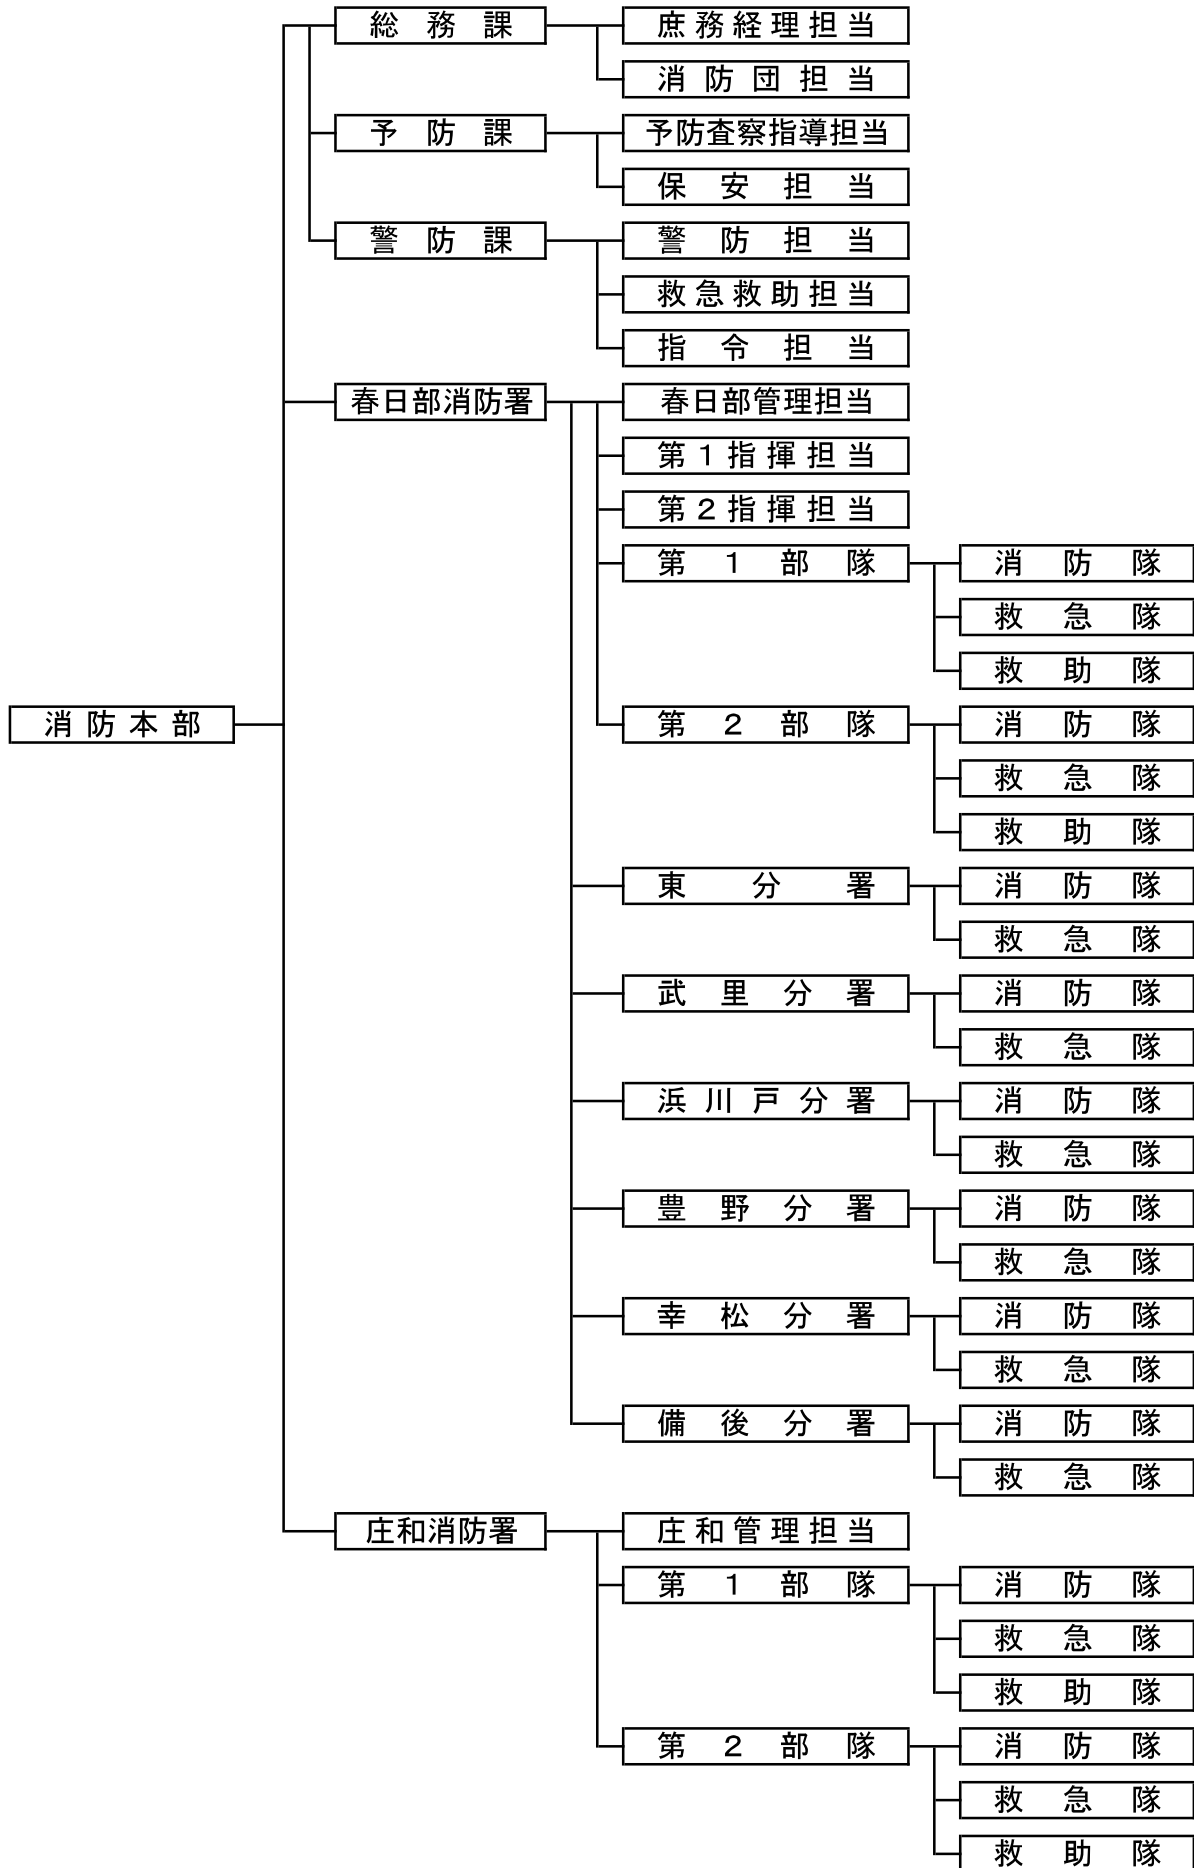 総務課 庶務経理担当
消防団担当
予防課 予防査察指導担当
保安担当
警防課 警防担当
救急救助担当
指令担当
春日部消防署 春日部管理担当
第1指揮担当
第2指揮担当
第1部隊 消防隊
救急隊
救助隊
消防本部 第2部隊 消防隊
救急隊
救助隊
東分署 消防隊
救急隊
武里分署 消防隊
救急隊
浜川戸分署 消防隊
救急隊
豊野分署 消防隊
救急隊
幸松分署 消防隊
救急隊
備後分署 消防隊
救急隊
庄和消防署 庄和管理担当
第1部隊 消防隊
救急隊
救助隊
第2部隊 消防隊
救急隊
救助隊